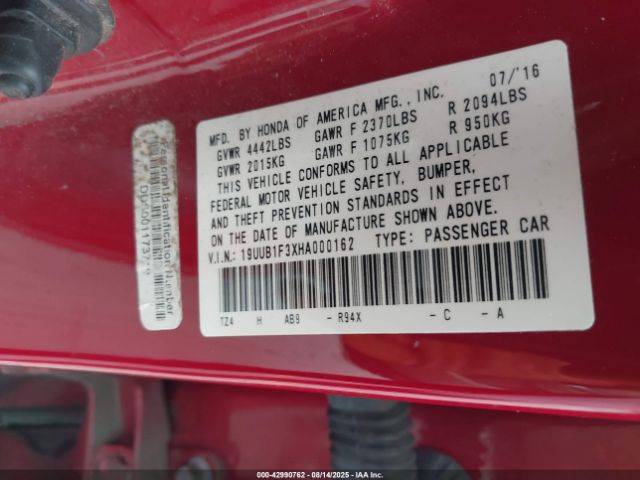 07/'16
MFD. BY HONDA OF AMERICA MFG., INC.
GVWR 4442LBS GAWR F 2370LBS R 2094LBS
GVWR 2015KG GAWR F 1075KG R 950KG
THIS VEHICLE CONFORMS TO ALL APPLICABLE
FEDERAL MOTOR VEHICLE SAFETY, BUMPER,
AND THEFT PREVENTION STANDARDS IN EFFECT
ON THE DATE OF MANUFACTURE SHOWN ABOVE.
V.I.N.: 19UUB1F3XHA000162 TYPE: PASSENGER CAR
TZ4 H AB9 - R94X - C - A
Identification Number
000-42990762 08/14/2025 IAA Inc.